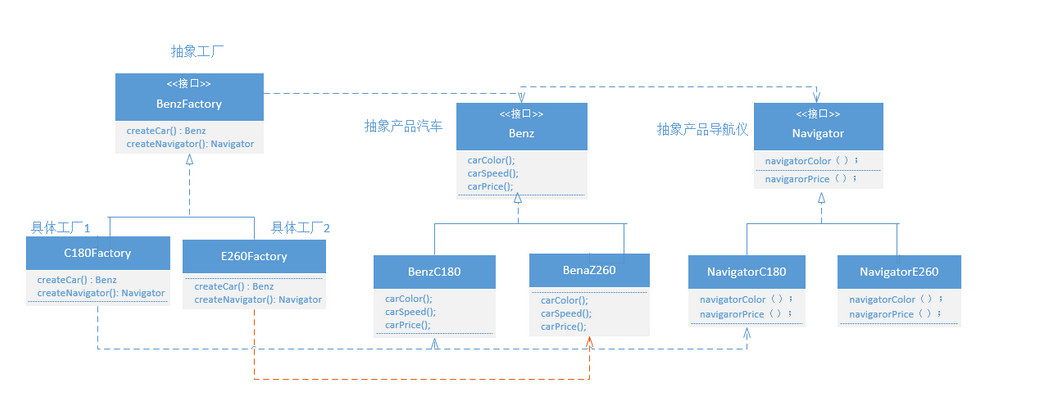 抽象工厂
<<接口>>
BenzFactory
createCar() : Benz
createNavigator(): Navigator
抽象产品汽车
<<接口>>
Benz
carColor();
carSpeed();
carPrice();
抽象产品导航仪
<<接口>>
Navigator
navigatorColor（ ）；
navigarorPrice（ ）；
具体工厂1
C180Factory
createCar() : Benz
createNavigator(): Navigator
具体工厂2
E260Factory
createCar() : Benz
createNavigator(): Navigator
BenzC180
carColor();
carSpeed();
carPrice();
BenaZ260
carColor();
carSpeed();
carPrice();
NavigatorC180
navigatorColor（ ）；
navigarorPrice（ ）；
NavigatorE260
navigatorColor（ ）；
navigarorPrice（ ）；